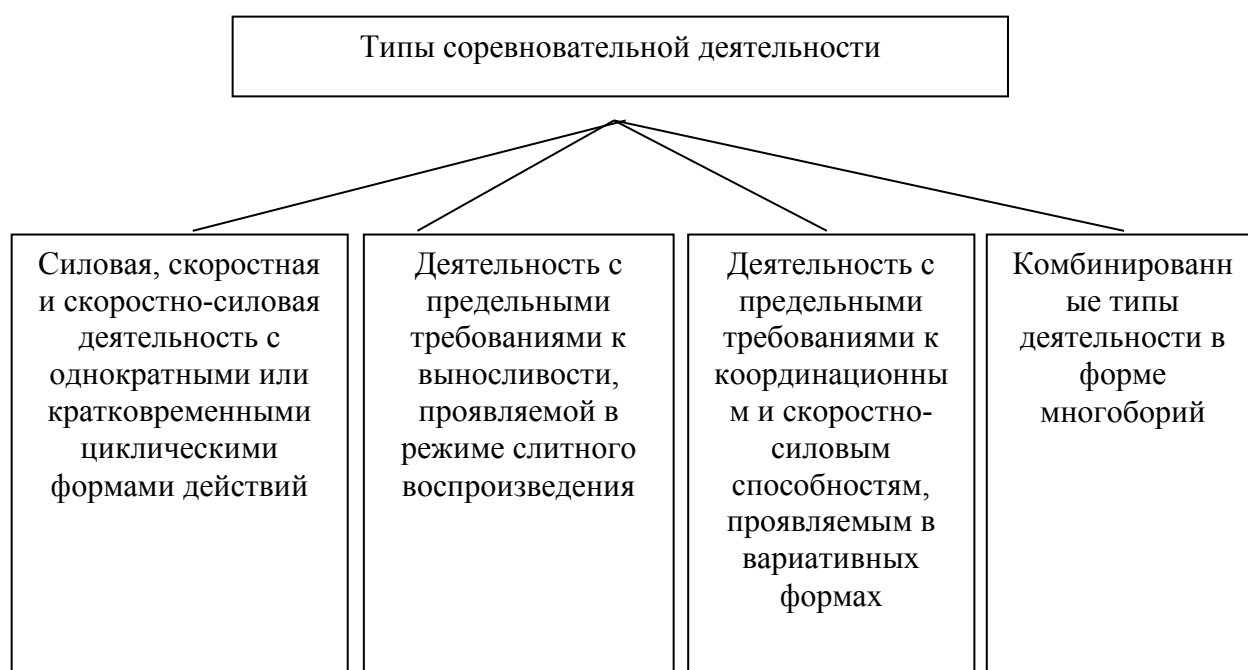 Типы соревновательной деятельности
Силовая, скоростная
и скоростно-силовая
деятельность с
однократными или
кратковременными
циклическими
формами действий
Деятельность с
предельными
требованиями к
выносливости,
проявляемой в
режиме слитного
воспроизведения
Деятельность с
предельными
требованиями к
координационны
м и скоростно-
силовым
способностям,
проявляемым в
вариативных
формах
Комбинированн
ые типы
деятельности в
форме
многоборий